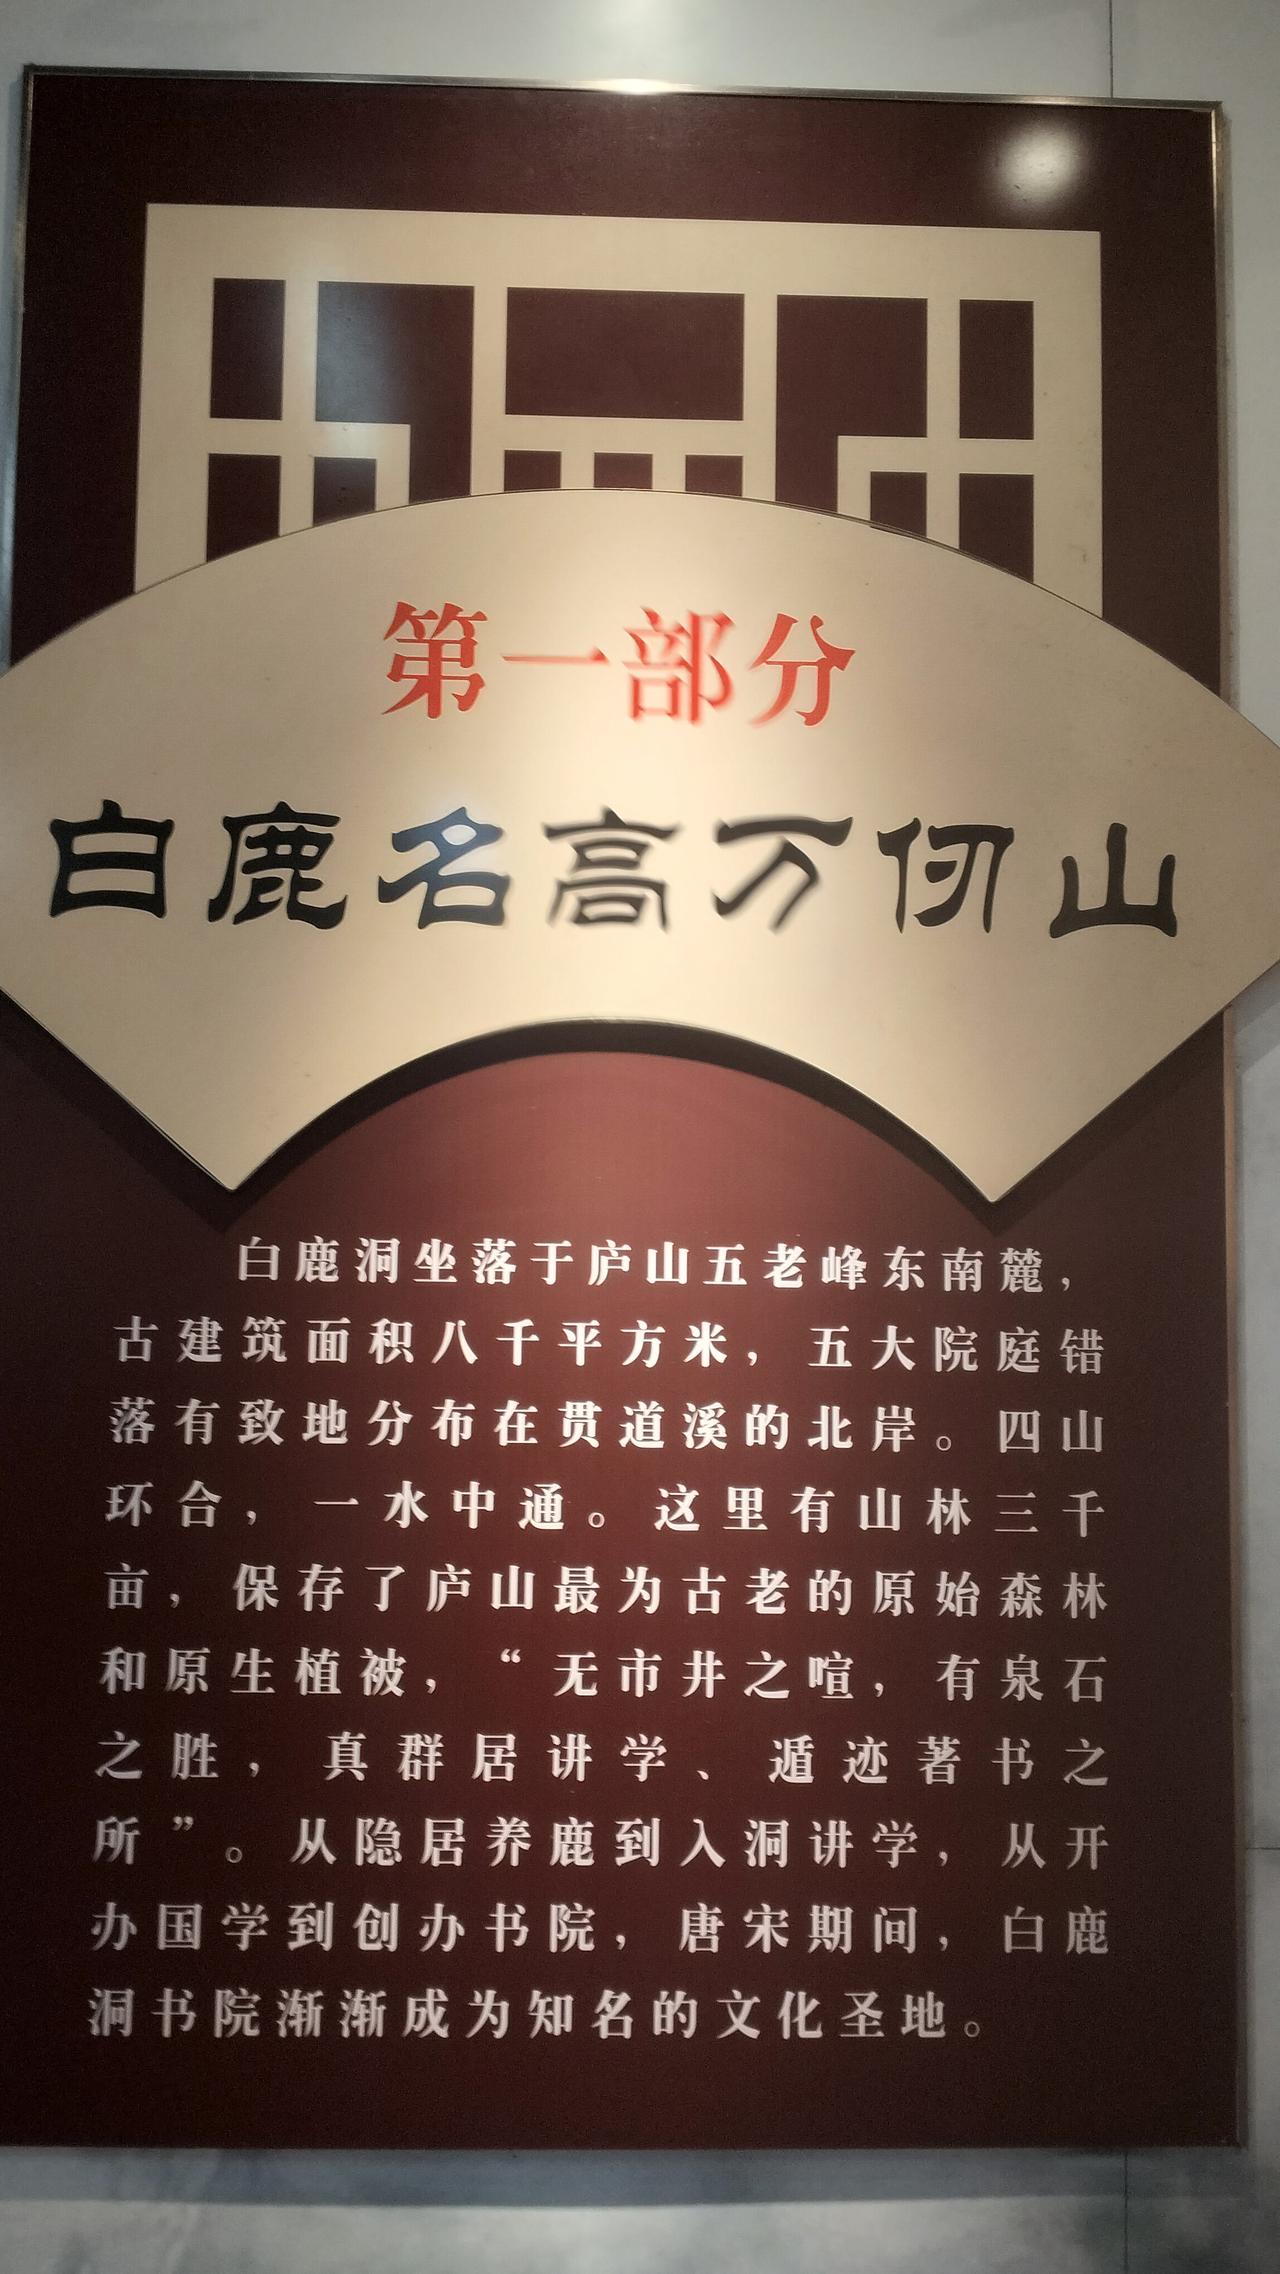 第一部分
白鹿名高万仞山
白鹿洞坐落于庐山五老峰东南麓，
古建筑面积八千平方米，五大院庭错
落有致地分布在贯道溪的北岸。四山
环合，一水中通。这里有山林三千
亩，保存了庐山最为古老的原始森林
和原生植被，“无市井之喧，有泉石
之胜，真群居讲学、遁迹著书之
所”。从隐居养鹿到入洞讲学，从开
办国学到创办书院，唐宋期间，白鹿
洞书院渐渐成为知名的文化圣地。